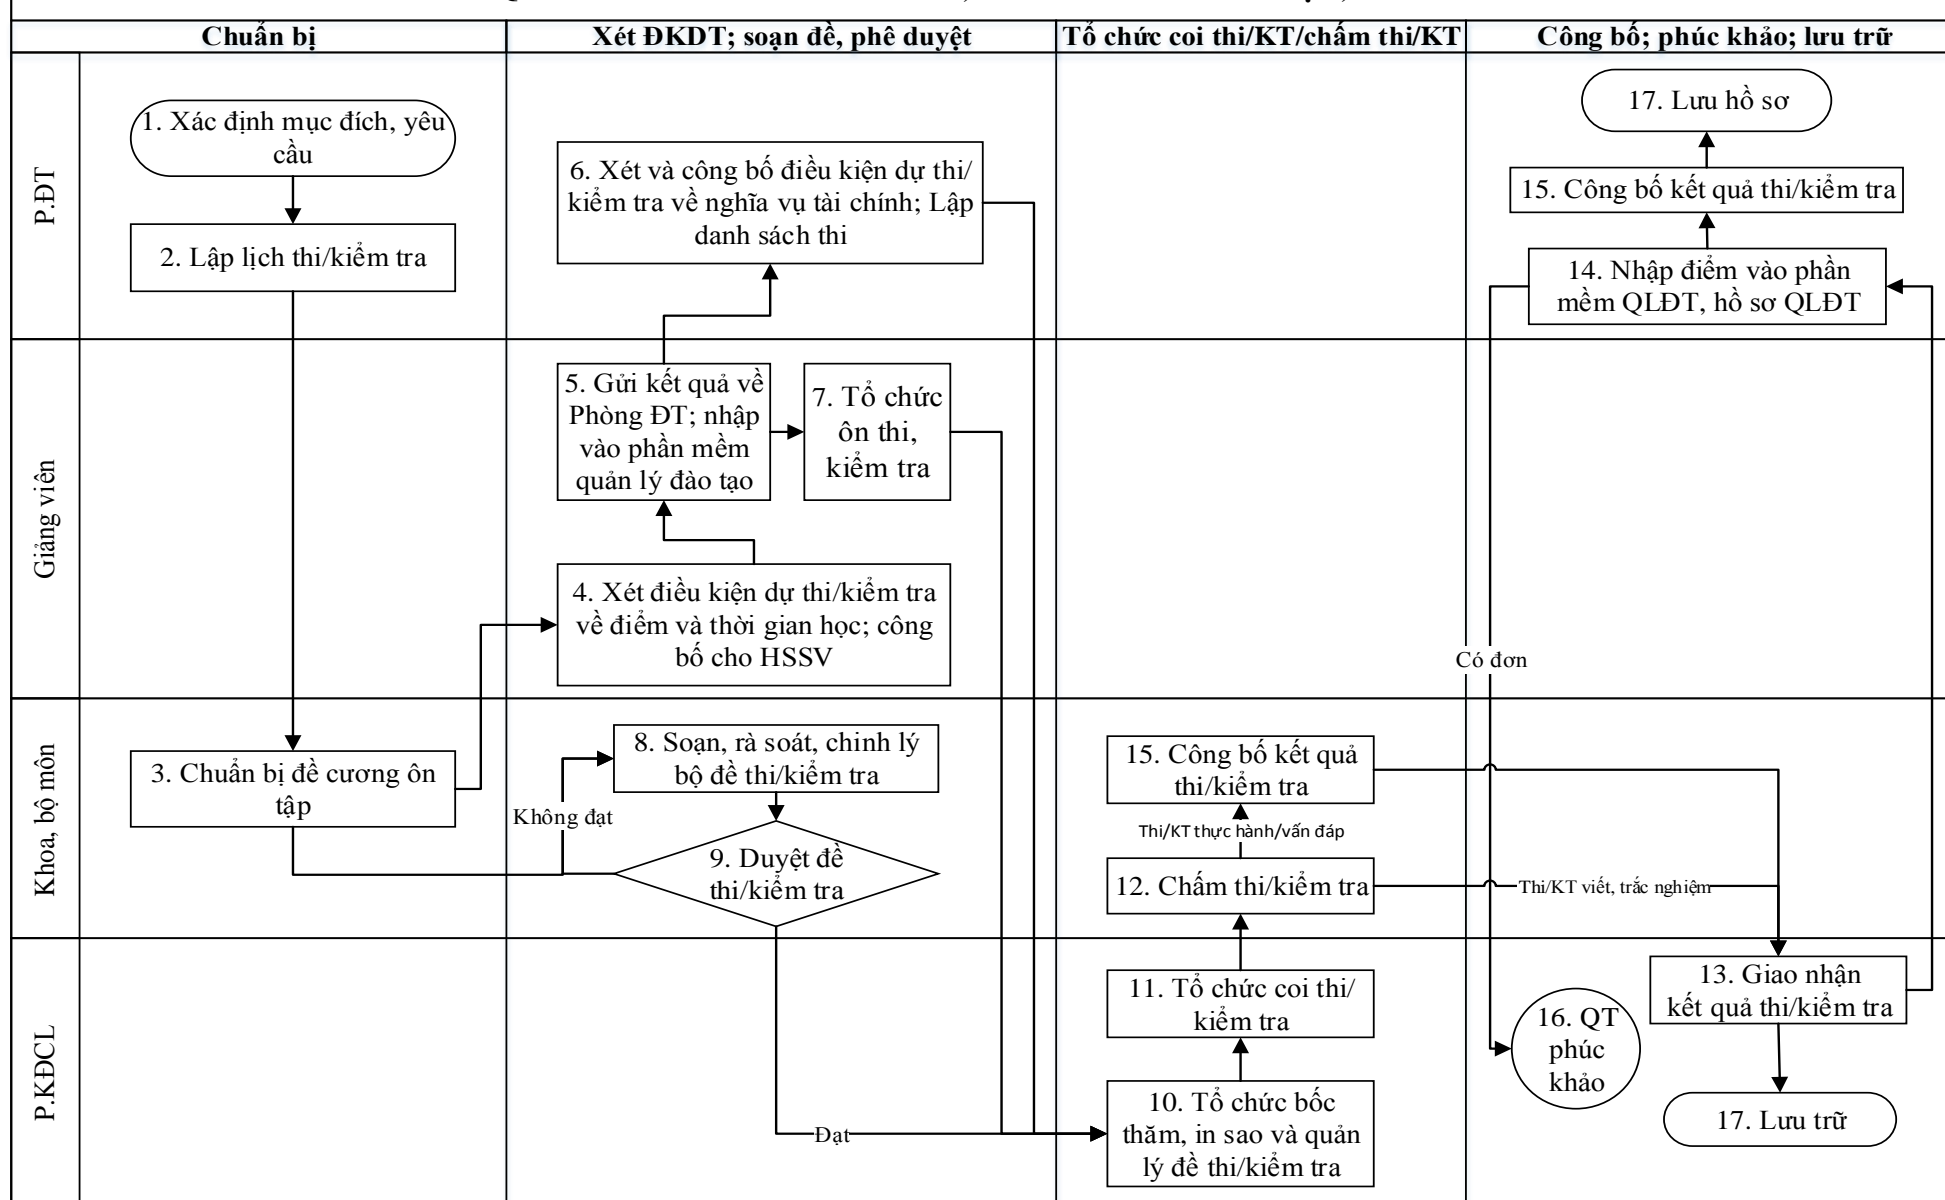 Chuẩn bị
Xét ĐKDT; soạn đề, phê duyệt
Tổ chức coi thi/KT/chấm thi/KT
Công bố; phúc khảo; lưu trữ
P.ĐT
1. Xác định mục đích, yêu
cầu
2. Lập lịch thi/kiểm tra
6. Xét và công bố điều kiện dự thi/
kiểm tra về nghĩa vụ tài chính; Lập
danh sách thi
17. Lưu hồ sơ
15. Công bố kết quả thi/kiểm tra
14. Nhập điểm vào phần
mềm QLĐT, hồ sơ QLĐT
Giảng viên
5. Gửi kết quả về
Phòng ĐT; nhập
vào phần mềm
quản lý đào tạo
7. Tổ chức
ôn thi,
kiểm tra
4. Xét điều kiện dự thi/kiểm tra
về điểm và thời gian học; công
bố cho HSSV
Có đơn
Khoa, bộ môn
3. Chuẩn bị đề cương ôn
tập
8. Soạn, rà soát, chinh lý
bộ đề thi/kiểm tra
Không đạt
9. Duyệt đề
thi/kiểm tra
15. Công bố kết quả
thi/kiểm tra
Thi/KT thực hành/vấn đáp
12. Chấm thi/kiểm tra
Thi/KT viết, trắc nghiệm
P.KĐCL
11. Tổ chức coi thi/
kiểm tra
10. Tổ chức bốc
thăm, in sao và quản
lý đề thi/kiểm tra
Đạt
13. Giao nhận
kết quả thi/kiểm tra
16. QT
phúc
khảo
17. Lưu trữ